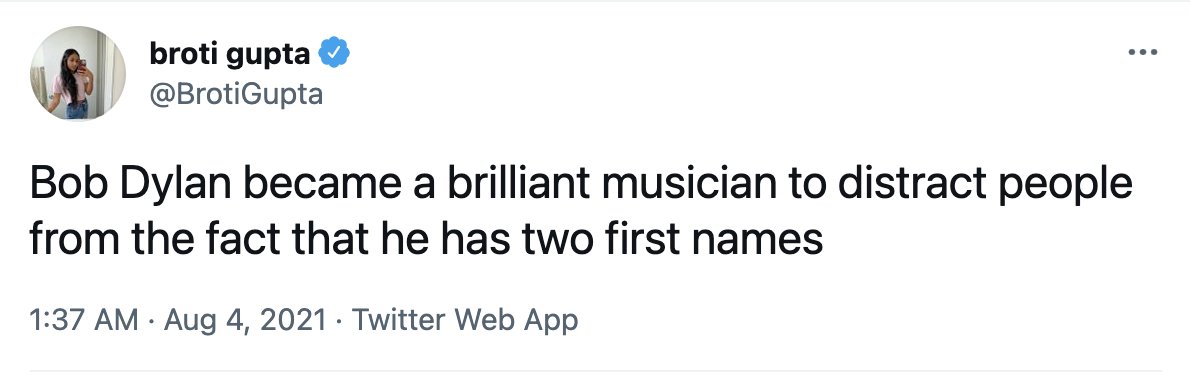 broti gupta
@BrotiGupta
Bob Dylan became a brilliant musician to distract people
from the fact that he has two first names
1:37 AM · Aug 4, 2021 · Twitter Web App